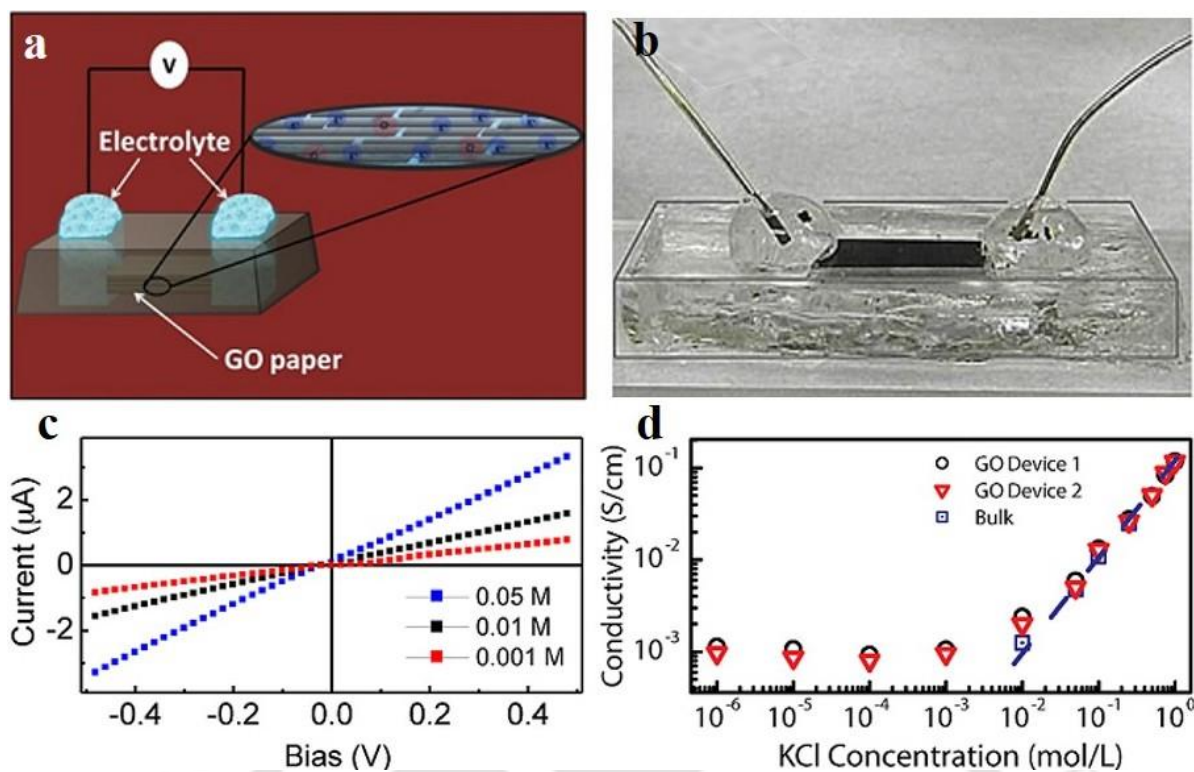 a
V
Electrolyte
GO paper
b
c
Current (µA)
2
0
-2
0.05 M
0.01 M
0.001 M
-0.4 -0.2 0.0 0.2 0.4
Bias (V)
d
Conductivity (S/cm)
10⁻¹
10⁻²
10⁻³
GO Device 1
GO Device 2
Bulk
10⁻⁶ 10⁻⁵ 10⁻⁴ 10⁻³ 10⁻² 10⁻¹ 10⁰
KCl Concentration (mol/L)